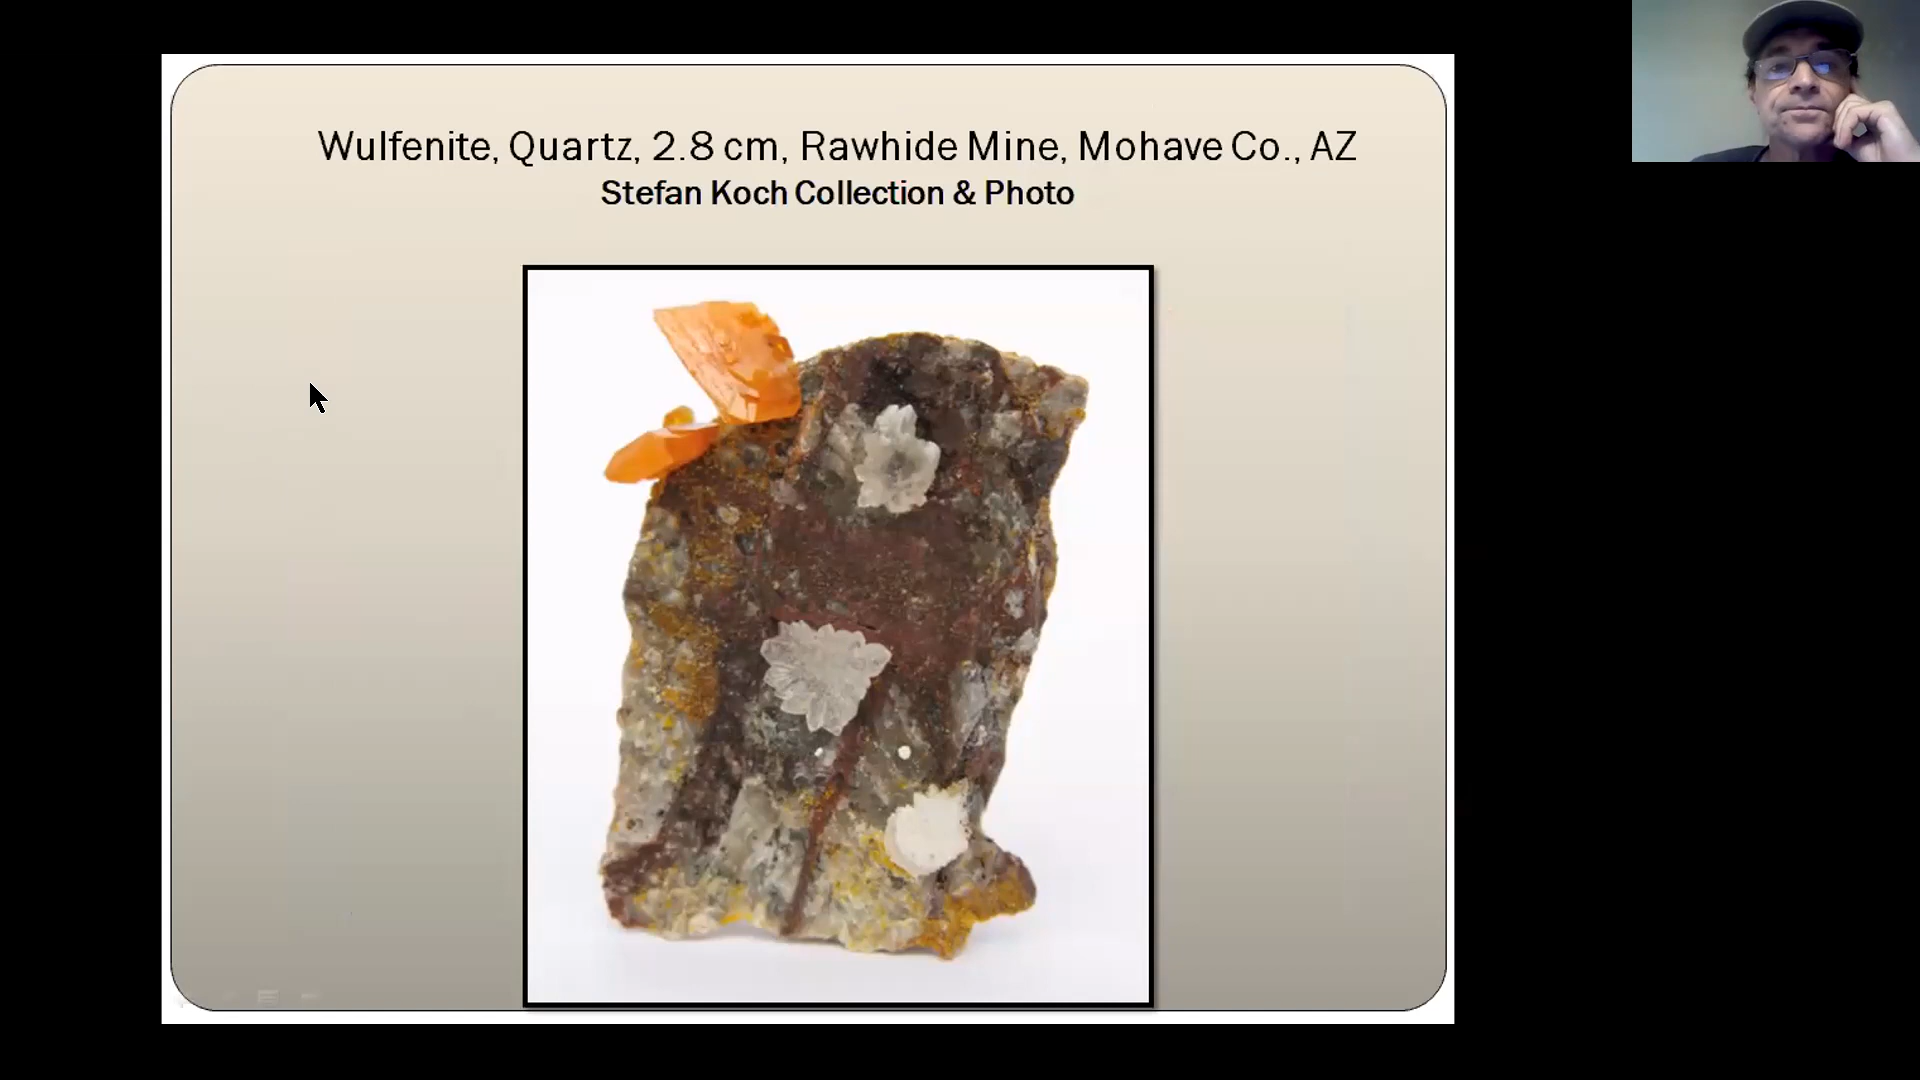 Wulfenite, Quartz, 2.8 cm, Rawhide Mine, Mohave Co., AZ
Stefan Koch Collection & Photo